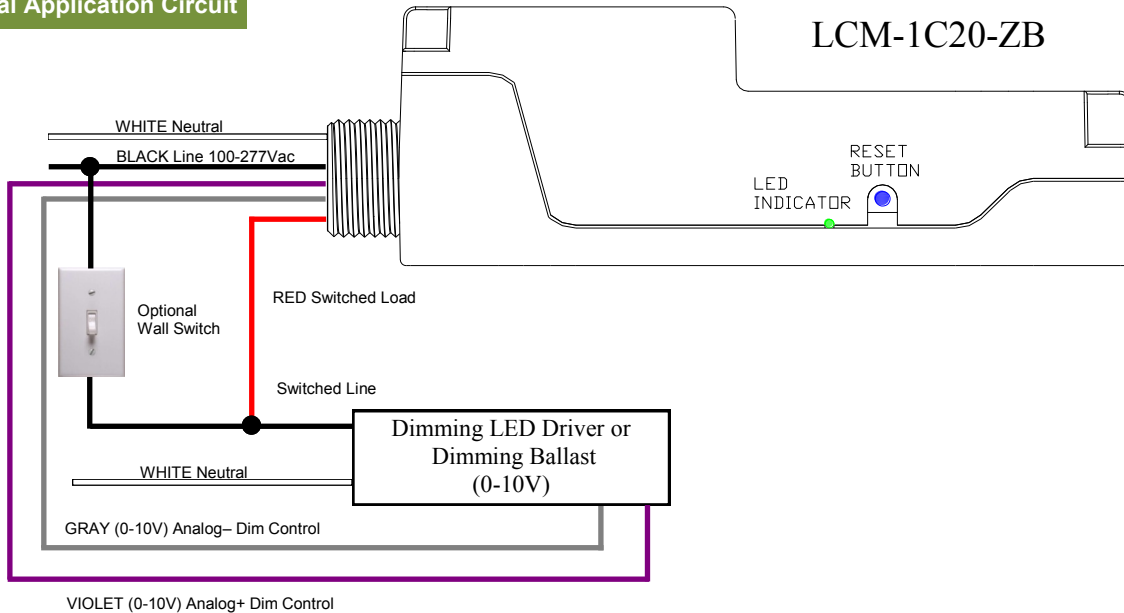 al Application Circuit
LCM-1C20-ZB
WHITE Neutral
BLACK Line 100-277Vac
RESET
BUTTON
LED
INDICATOR
RED Switched Load
Optional
Wall Switch
Switched Line
Dimming LED Driver or
Dimming Ballast
(0-10V)
WHITE Neutral
GRAY (0-10V) Analog– Dim Control
VIOLET (0-10V) Analog+ Dim Control